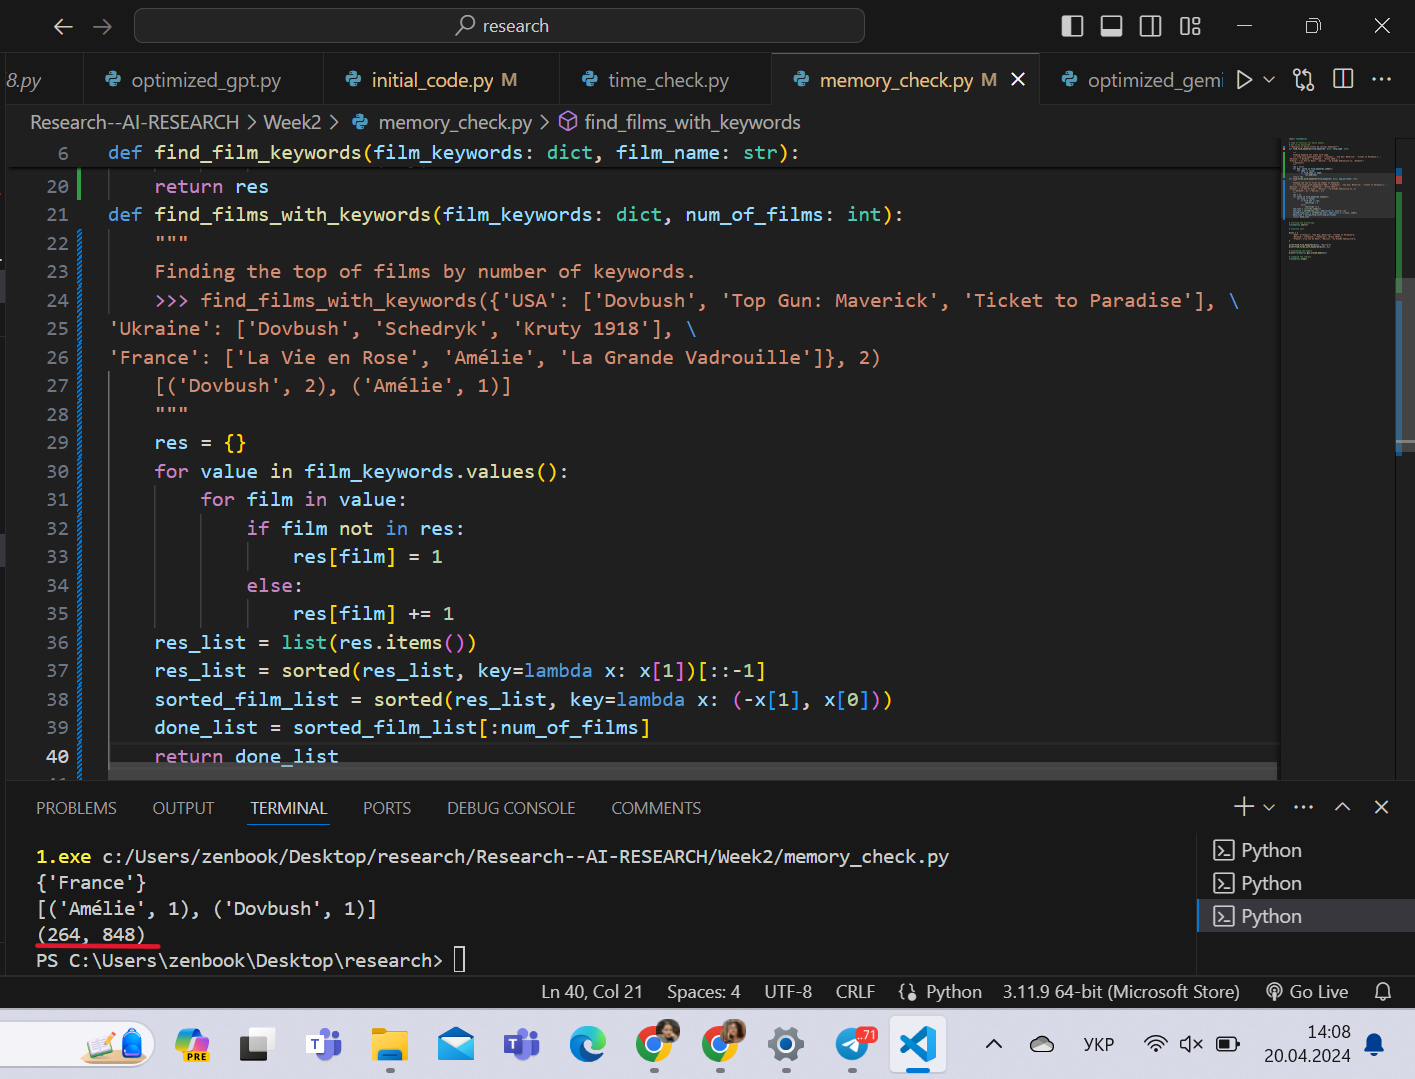 research
8.py
optimized_gpt.py
initial_code.py M
time_check.py
memory_check.py M
optimized_gemi
Research--AI-RESEARCH > Week2 > memory_check.py > find_films_with_keywords
6 def find_film_keywords(film_keywords: dict, film_name: str):
20 return res
21 def find_films_with_keywords(film_keywords: dict, num_of_films: int):
22 """
23 Finding the top of films by number of keywords.
24 >>> find_films_with_keywords({'USA': ['Dovbush', 'Top Gun: Maverick', 'Ticket to Paradise'], \
25 'Ukraine': ['Dovbush', 'Schedryk', 'Kruty 1918'], \
26 'France': ['La Vie en Rose', 'Amélie', 'La Grande Vadrouille']}, 2)
27 [('Dovbush', 2), ('Amélie', 1)]
28 """
29 res = {}
30 for value in film_keywords.values():
31 for film in value:
32 if film not in res:
33 res[film] = 1
34 else:
35 res[film] += 1
36 res_list = list(res.items())
37 res_list = sorted(res_list, key=lambda x: x[1])[::-1]
38 sorted_film_list = sorted(res_list, key=lambda x: (-x[1], x[0]))
39 done_list = sorted_film_list[:num_of_films]
40 return done_list
PROBLEMS OUTPUT TERMINAL PORTS DEBUG CONSOLE COMMENTS
1.exe c:/Users/zenbook/Desktop/research/Research--AI-RESEARCH/Week2/memory_check.py
{'France'}
[('Amélie', 1), ('Dovbush', 1)]
(264, 848)
PS C:\Users\zenbook\Desktop\research>
Python
Python
Python
Ln 40, Col 21 Spaces: 4 UTF-8 CRLF Python 3.11.9 64-bit (Microsoft Store) Go Live
PRE
T
T
71
УКР
14:08
20.04.2024